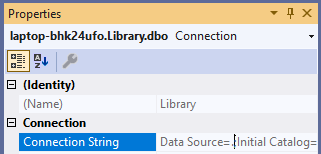 Properties
laptop-bhk24ufo.Library.dbo Connection
(Identity)
(Name) Library
Connection
Connection String Data Source=.;Initial Catalog=